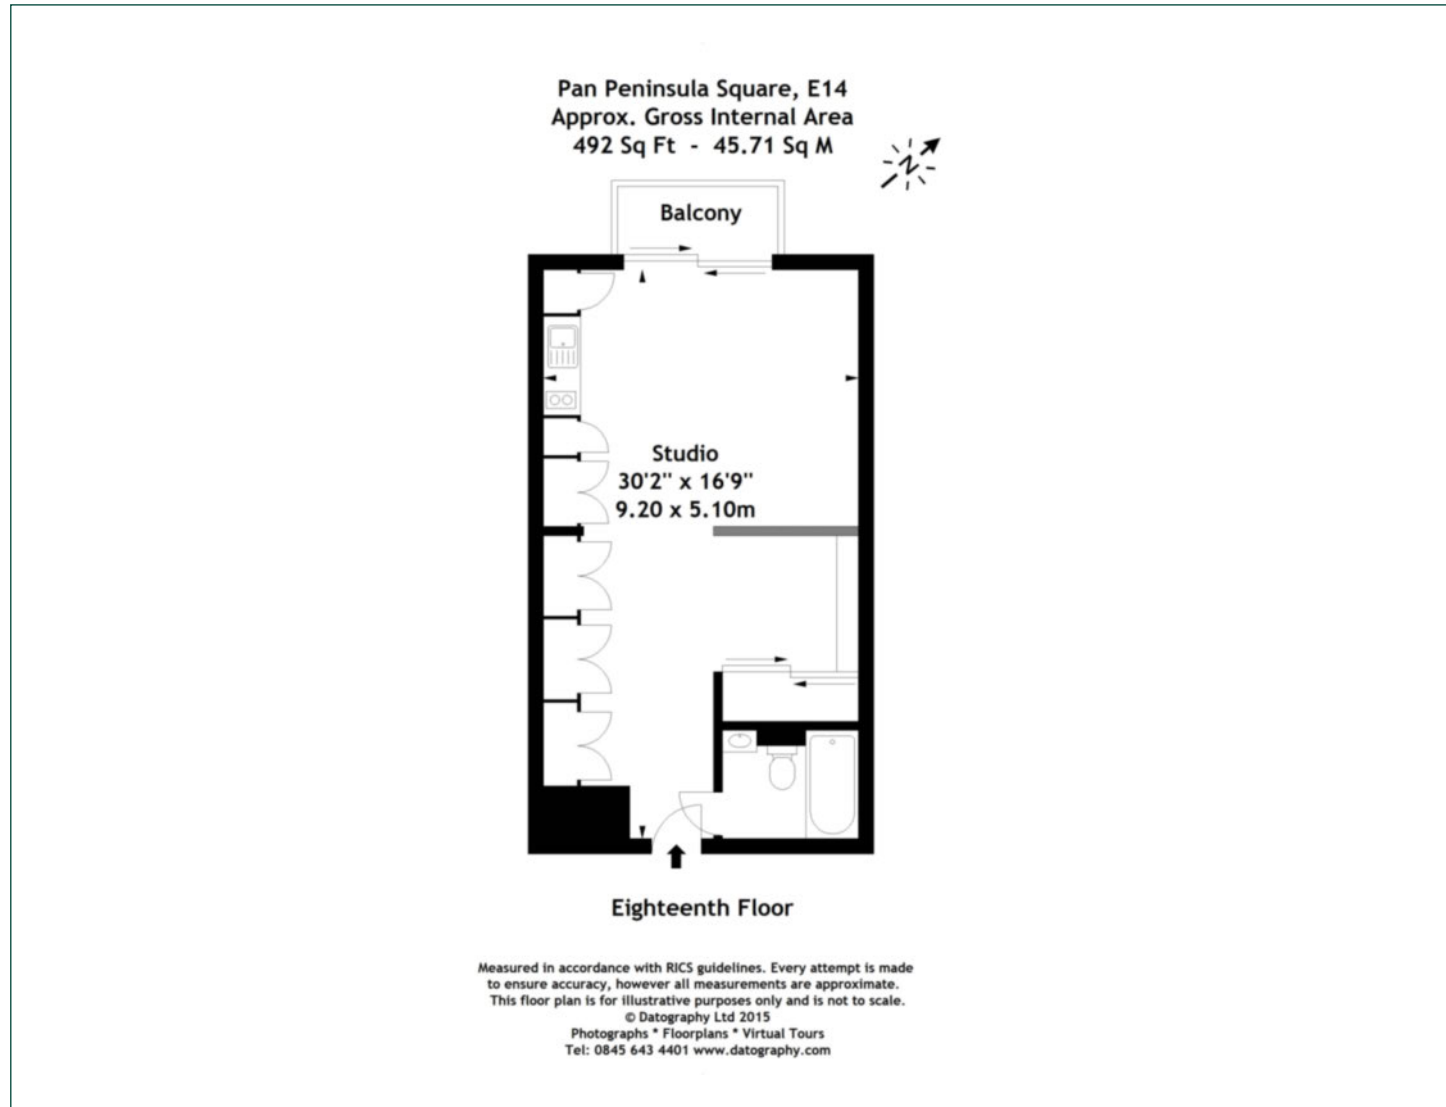 Pan Peninsula Square, E14
Approx. Gross Internal Area
492 Sq Ft - 45.71 Sq M
N
Balcony
Studio
30'2" x 16'9"
9.20 x 5.10m
Eighteenth Floor
Measured in accordance with RICS guidelines. Every attempt is made
to ensure accuracy, however all measurements are approximate.
This floor plan is for illustrative purposes only and is not to scale.
© Datography Ltd 2015
Photographs * Floorplans * Virtual Tours
Tel: 0845 643 4401 www.datography.com